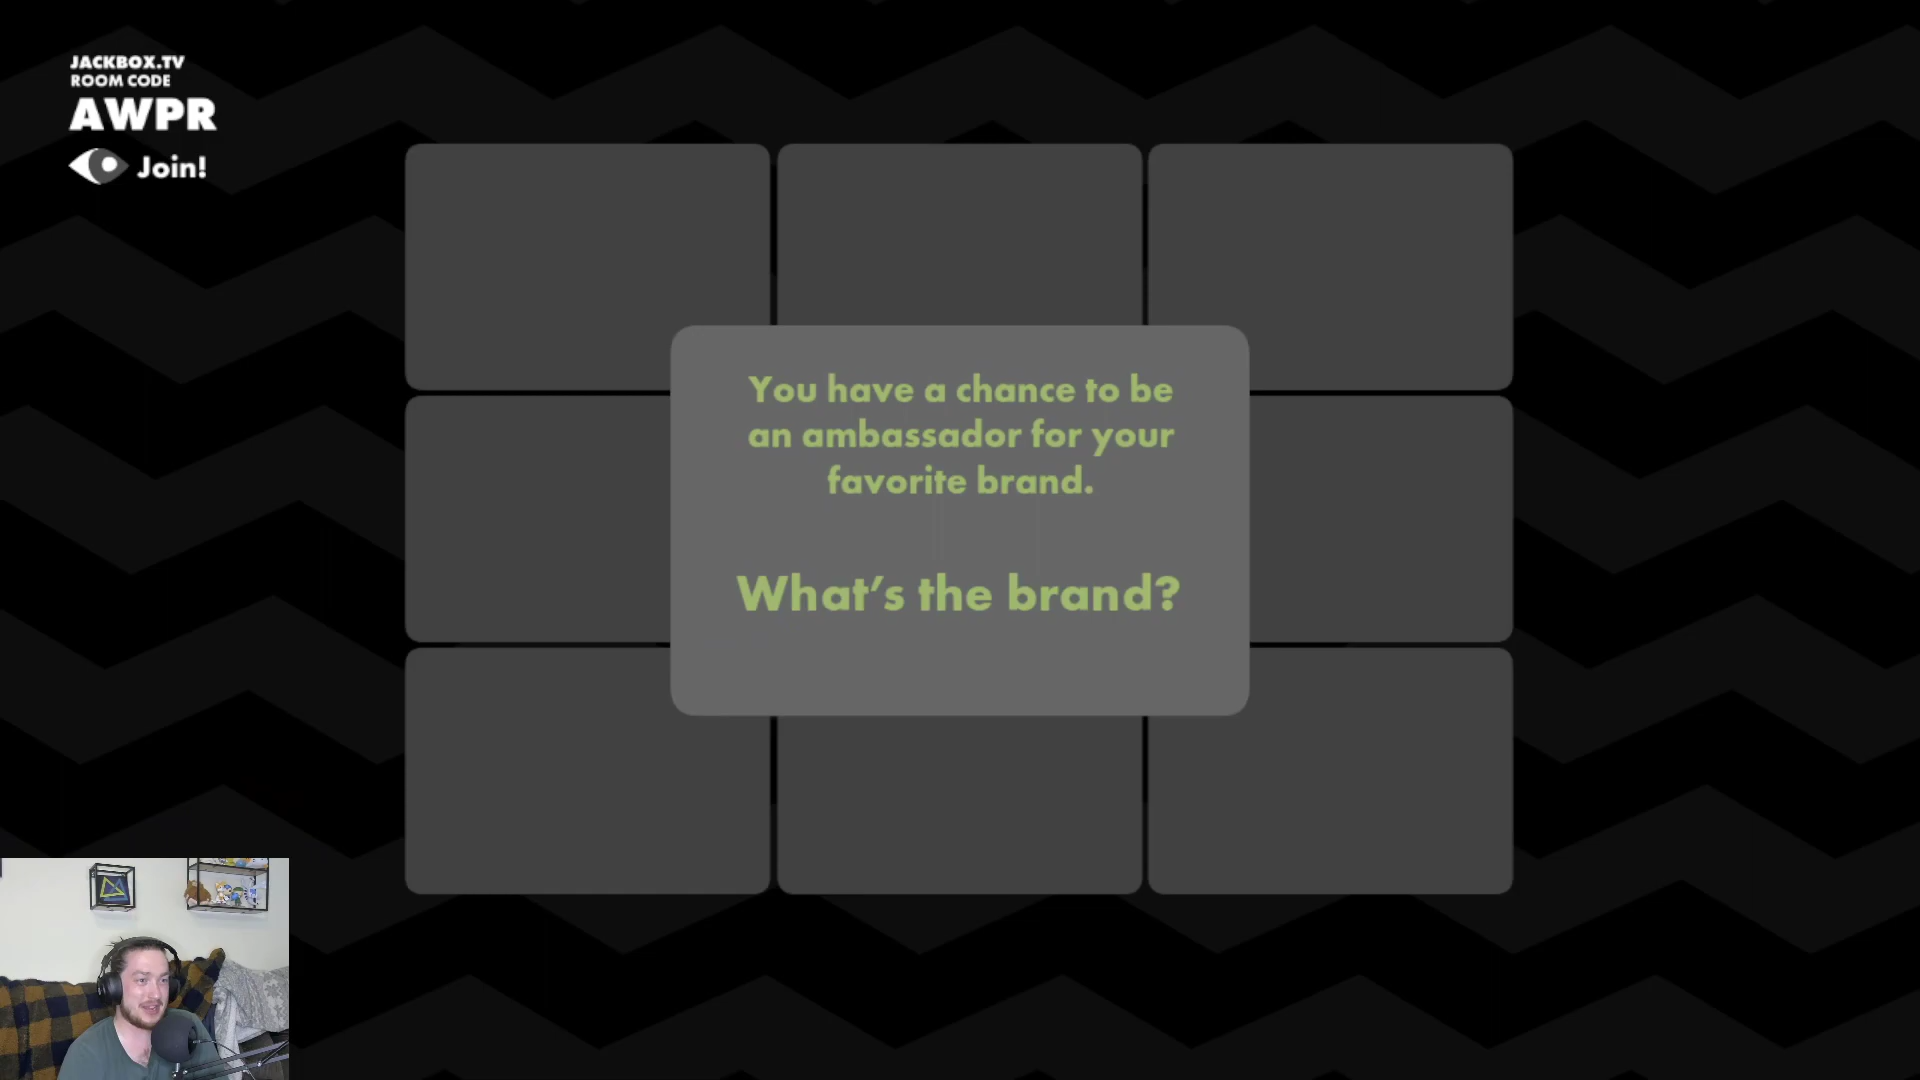 JACKBOX.TV
ROOM CODE
AWPR
Join!
You have a chance to be
an ambassador for your
favorite brand.
What's the brand?